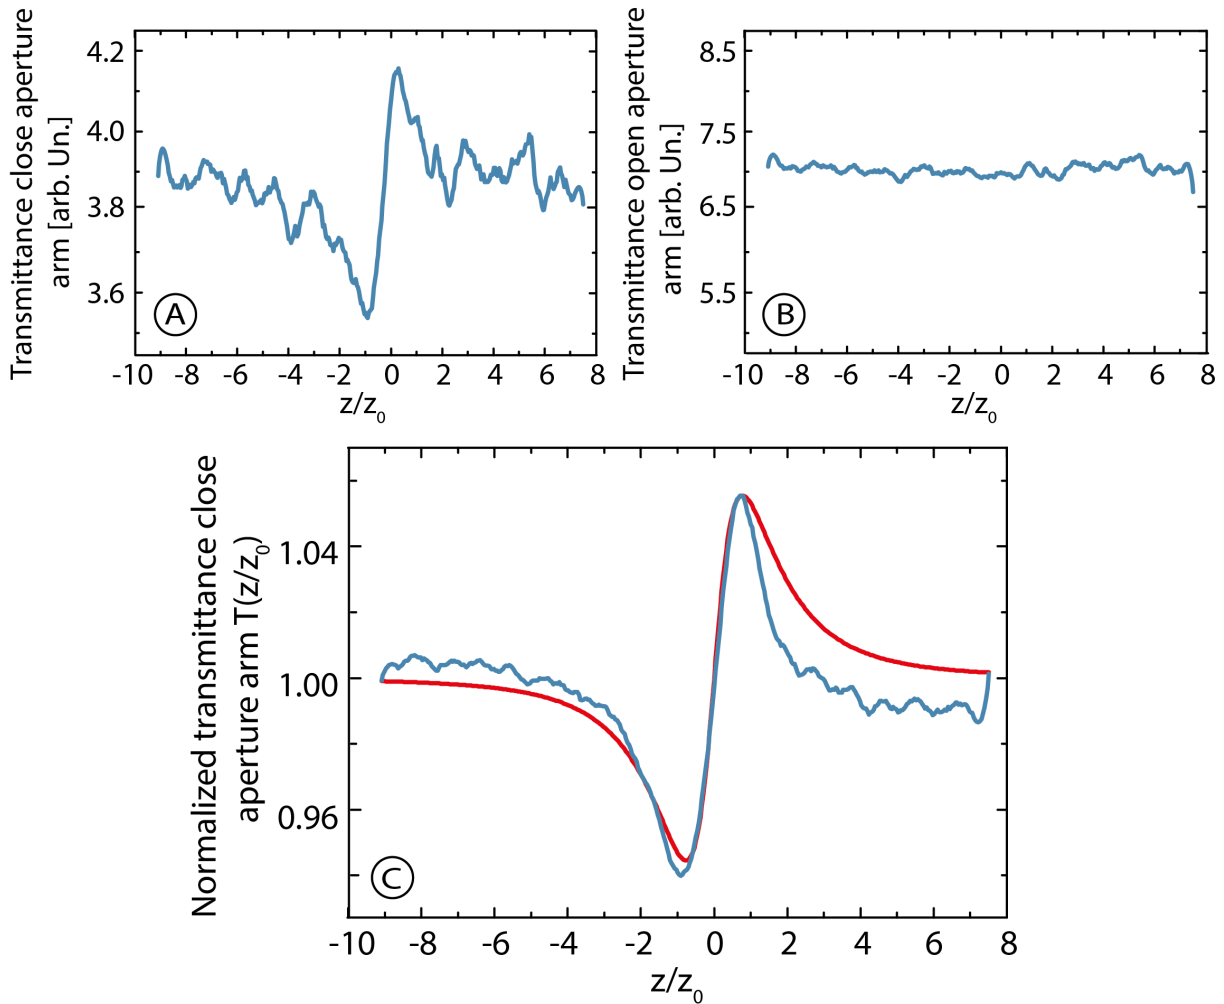 Transmittance close aperture
arm [arb. Un.]
4.2
4.0
3.8
3.6
A
-10 -8 -6 -4 -2 0 2 4 6 8
z/z0
Transmittance open aperture
arm [arb. Un.]
8.5
7.5
6.5
5.5
B
-10 -8 -6 -4 -2 0 2 4 6 8
z/z0
Normalized transmittance close
aperture arm T(z/z0)
1.04
1.00
0.96
C
-10 -8 -6 -4 -2 0 2 4 6 8
z/z0